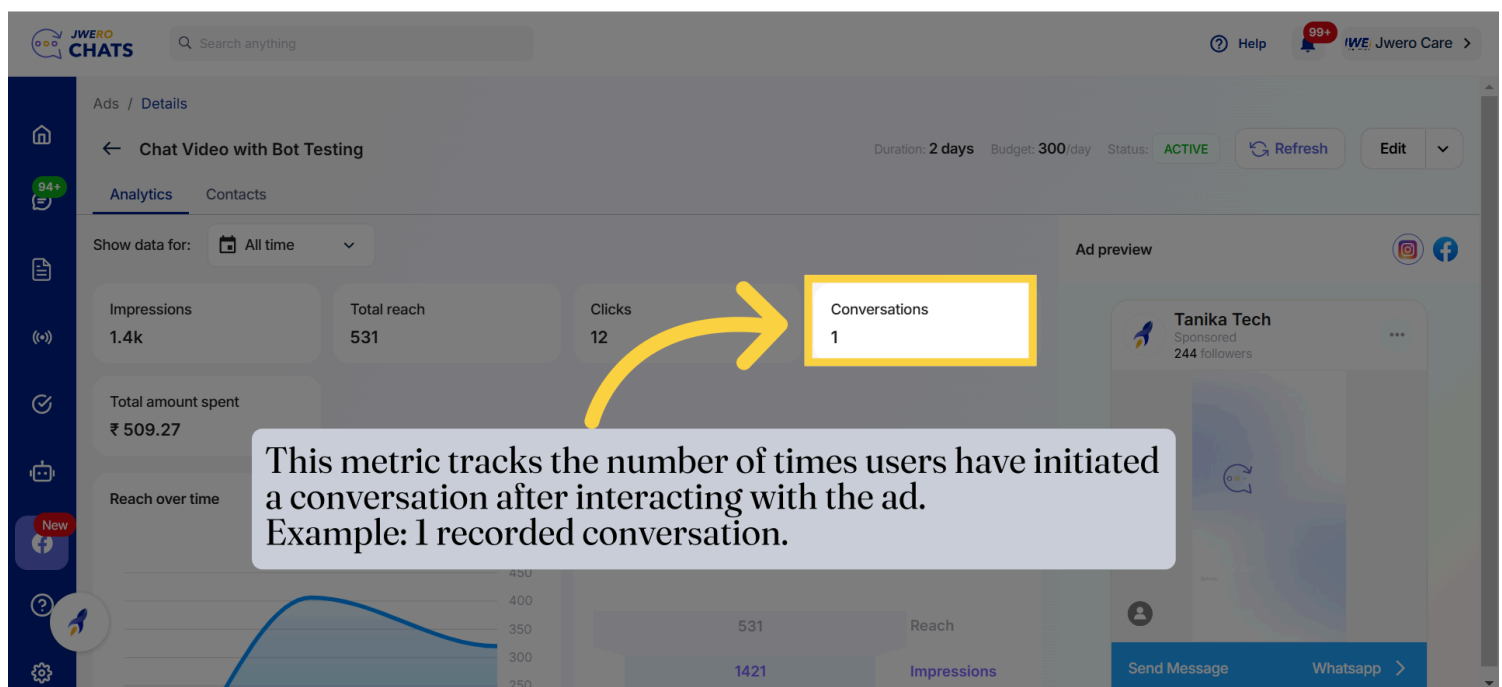 JWERO
CHATS
Search anything
Help
99+
JWE Jwero Care
Ads / Details
Chat Video with Bot Testing
Duration: 2 days Budget: 300/day Status: ACTIVE
Refresh
Edit
94+
Analytics Contacts
Show data for: All time
Ad preview
Impressions
1.4k
Total reach
531
Clicks
12
Conversations
1
Tanika Tech
Sponsored
244 followers
Total amount spent
₹ 509.27
This metric tracks the number of times users have initiated
a conversation after interacting with the ad.
Example: 1 recorded conversation.
Reach over time
New
450
400
350
300
250
531 Reach
1421 Impressions
Send Message Whatsapp